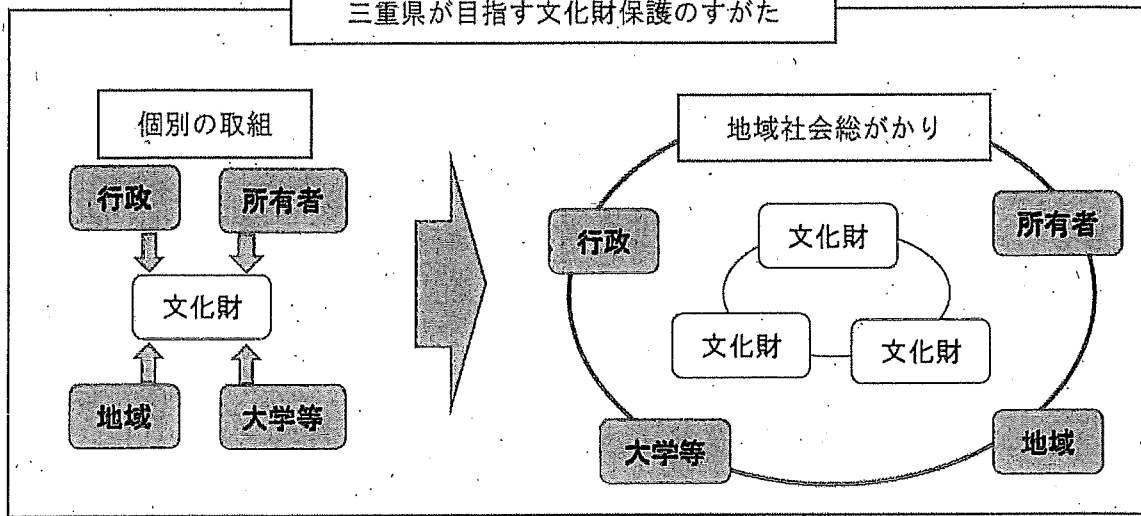 三重県が目指す文化財保護のすがた
個別の取組
行政
所有者
文化財
地域
大学等
地域社会総がかり
行政
所有者
文化財
文化財
文化財
大学等
地域